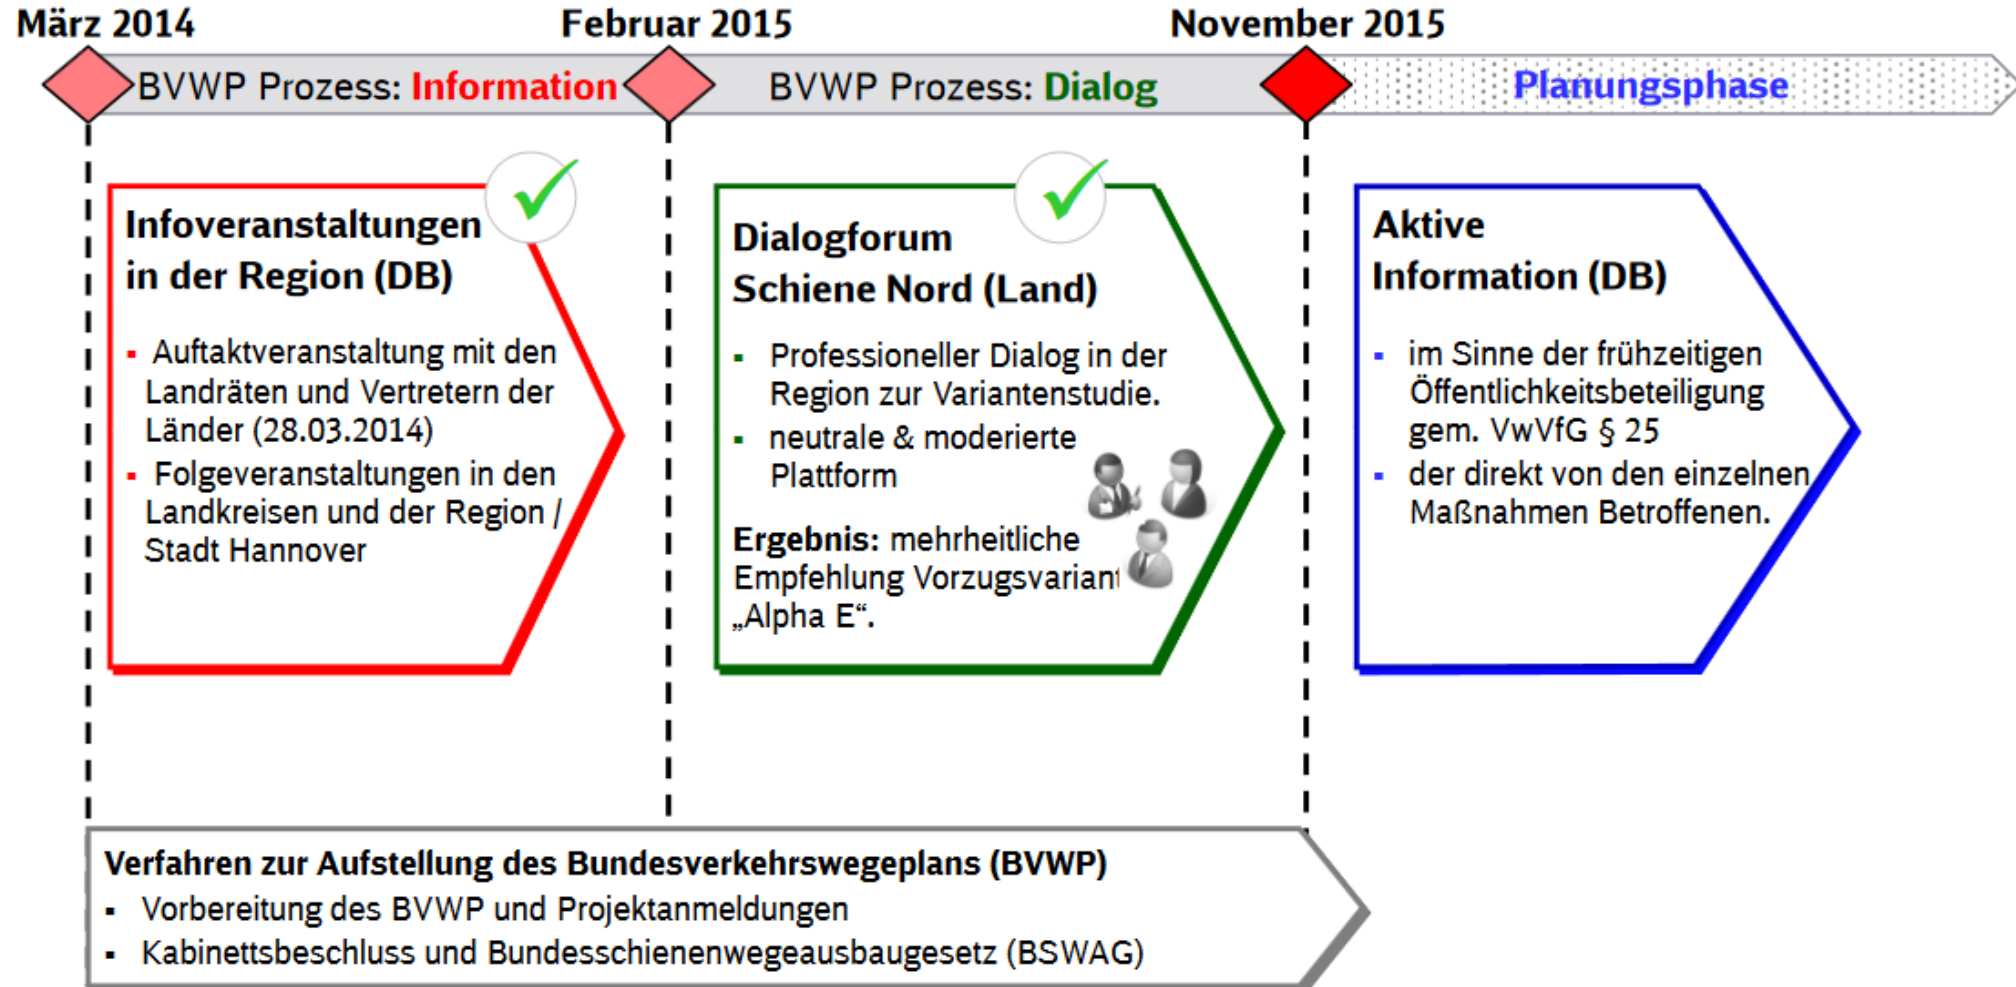 März 2014
Februar 2015
November 2015
BVWP Prozess: Information
BVWP Prozess: Dialog
Planungsphase
Infoveranstaltungen
in der Region (DB)
▪ Auftaktveranstaltung mit den
Landräten und Vertretern der
Länder (28.03.2014)
▪ Folgeveranstaltungen in den
Landkreisen und der Region /
Stadt Hannover
Dialogforum
Schiene Nord (Land)
▪ Professioneller Dialog in der
Region zur Variantenstudie.
▪ neutrale & moderierte
Plattform
Ergebnis: mehrheitliche
Empfehlung Vorzugsvariant
„Alpha E“.
Aktive
Information (DB)
▪ im Sinne der frühzeitigen
Öffentlichkeitsbeteiligung
gem. VwVfG § 25
▪ der direkt von den einzelnen
Maßnahmen Betroffenen.
Verfahren zur Aufstellung des Bundesverkehrswegeplans (BVWP)
▪ Vorbereitung des BVWP und Projektanmeldungen
▪ Kabinettsbeschluss und Bundesschienenwegeausbaugesetz (BSWAG)